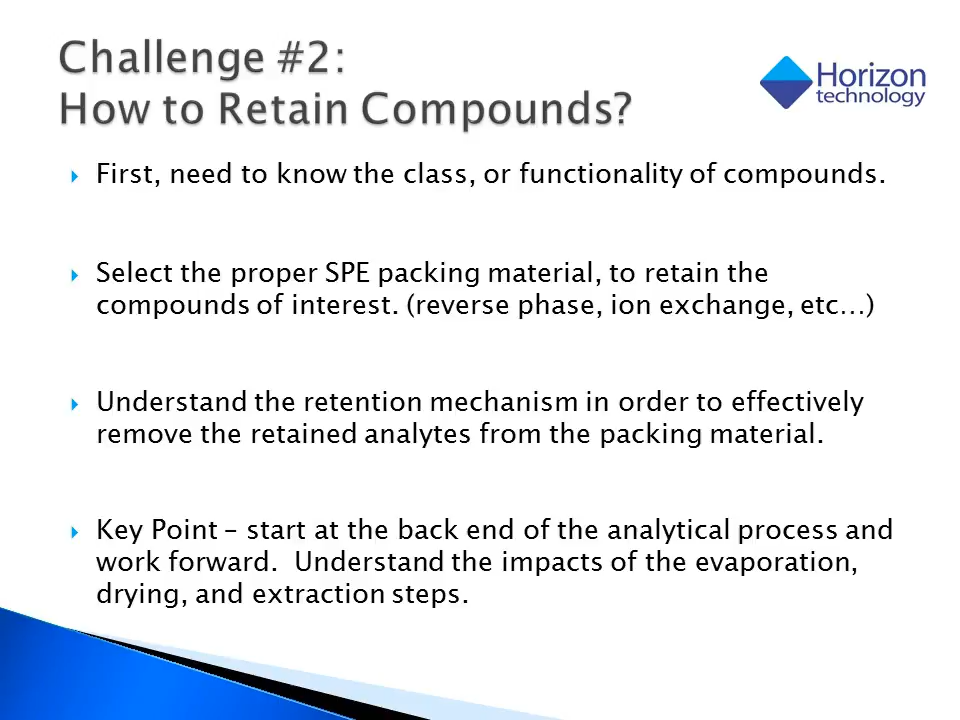 Challenge #2:
How to Retain Compounds?
Horizon
technology
First, need to know the class, or functionality of compounds.
Select the proper SPE packing material, to retain the
compounds of interest. (reverse phase, ion exchange, etc…)
Understand the retention mechanism in order to effectively
remove the retained analytes from the packing material.
Key Point – start at the back end of the analytical process and
work forward.  Understand the impacts of the evaporation,
drying, and extraction steps.